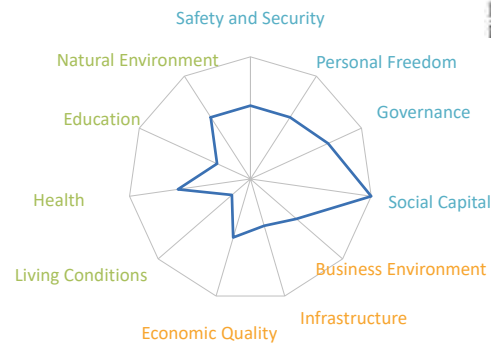 Safety and Security
Natural Environment
Personal Freedom
Education
Governance
Health
Social Capital
Living Conditions
Business Environment
Economic Quality
Infrastructure